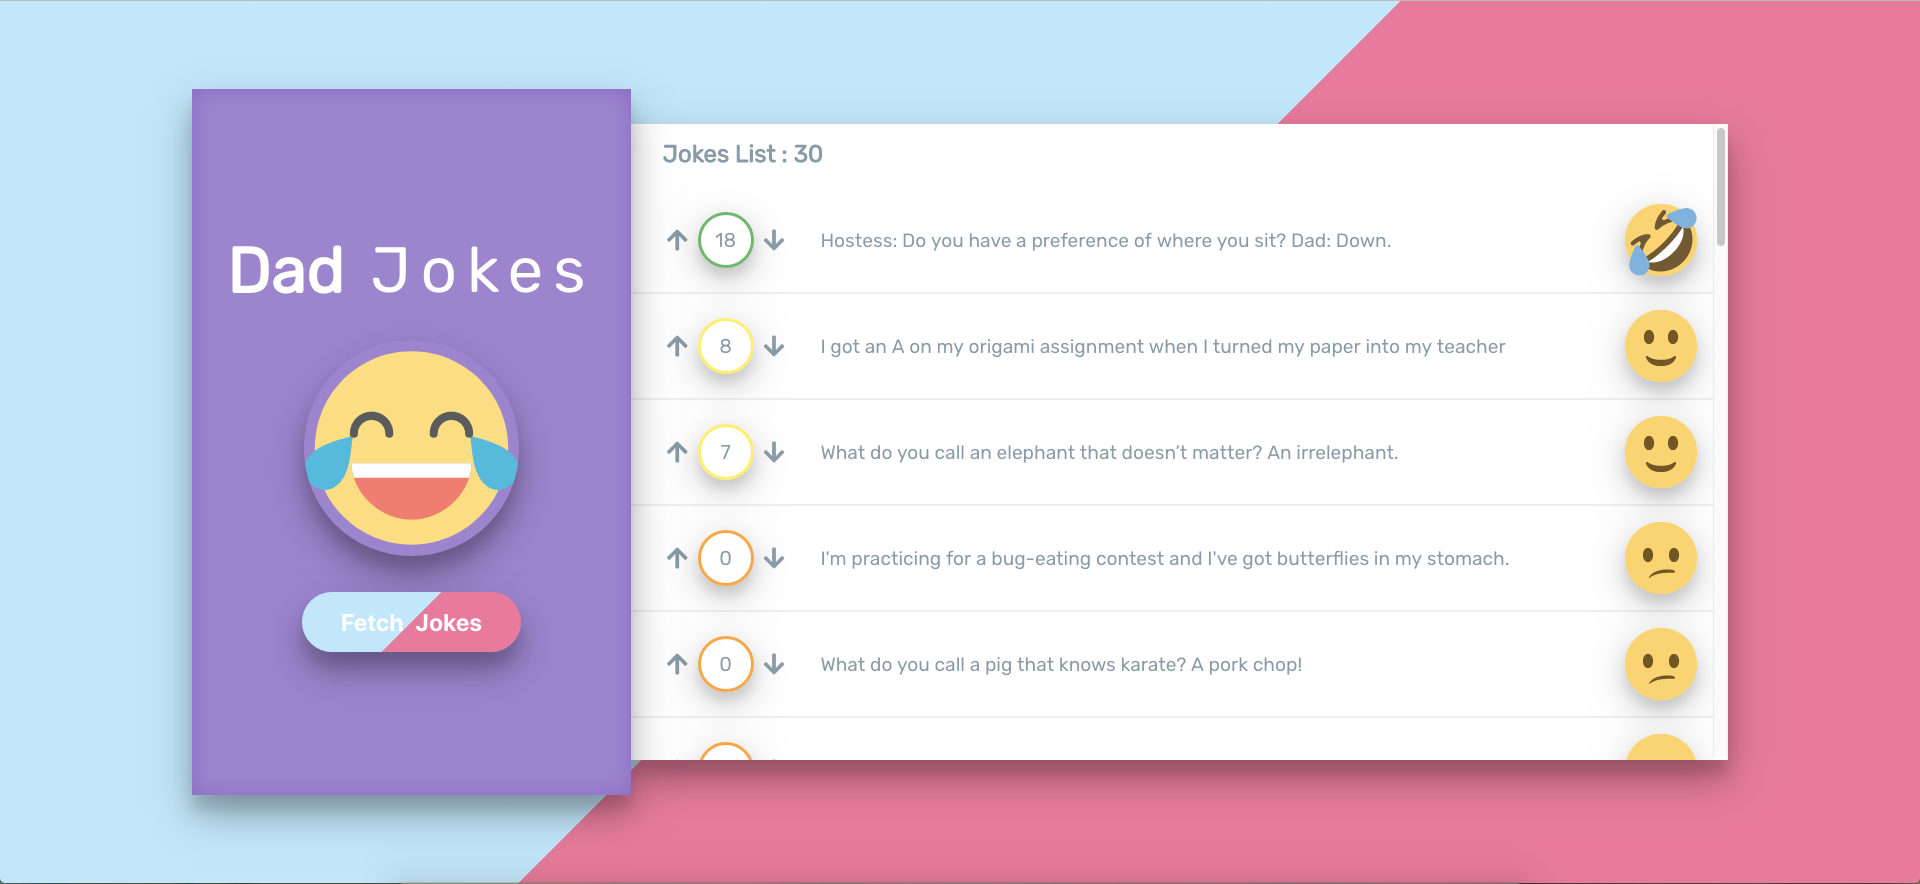 Dad Jokes
Fetch Jokes
Jokes List : 30
18 Hostess: Do you have a preference of where you sit? Dad: Down.
8 I got an A on my origami assignment when I turned my paper into my teacher
7 What do you call an elephant that doesn’t matter? An irrelephant.
0 I'm practicing for a bug-eating contest and I've got butterflies in my stomach.
0 What do you call a pig that knows karate? A pork chop!